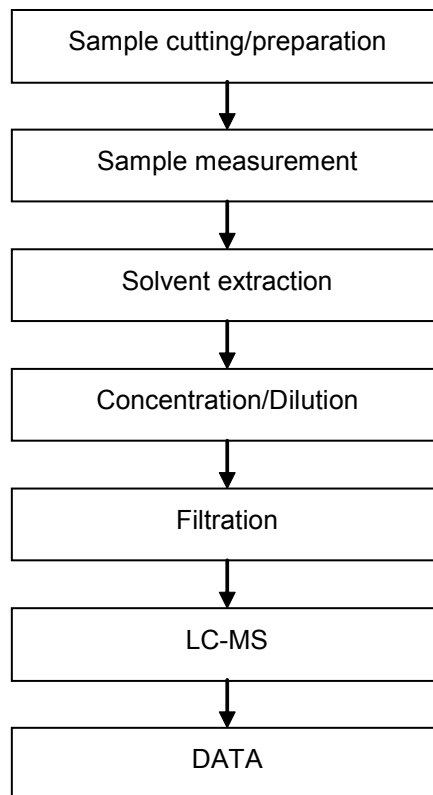 Sample cutting/preparation
Sample measurement
Solvent extraction
Concentration/Dilution
Filtration
LC-MS
DATA